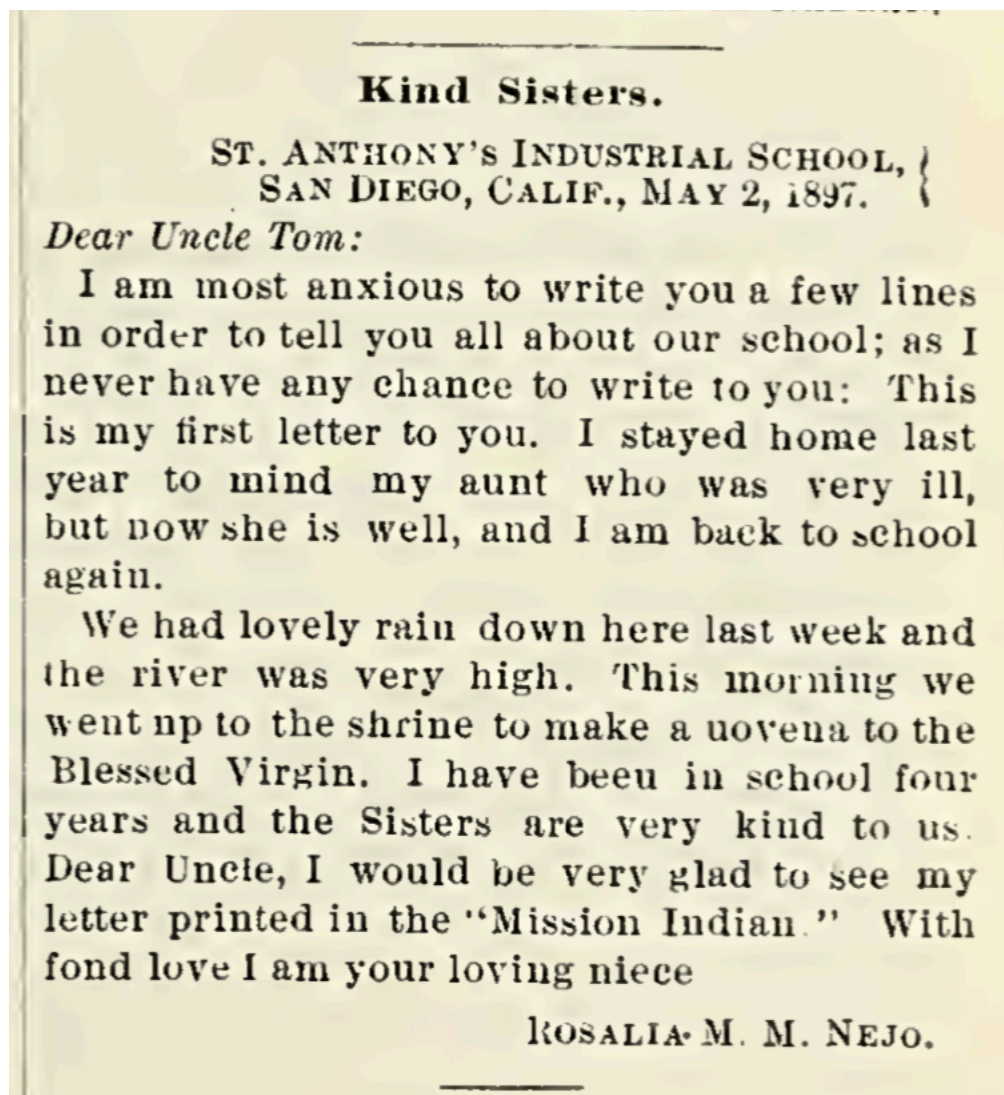 Kind Sisters.
ST. ANTHONY'S INDUSTRIAL SCHOOL,
SAN DIEGO, CALIF., MAY 2, 1897.
Dear Uncle Tom:
I am most anxious to write you a few lines
in order to tell you all about our school; as I
never have any chance to write to you: This
is my first letter to you. I stayed home last
year to mind my aunt who was very ill,
but now she is well, and I am back to school
again.
We had lovely rain down here last week and
the river was very high. This morning we
went up to the shrine to make a novena to the
Blessed Virgin. I have been in school four
years and the Sisters are very kind to us.
Dear Uncle, I would be very glad to see my
letter printed in the "Mission Indian." With
fond love I am your loving niece
ROSALIA M. M. NEJO.